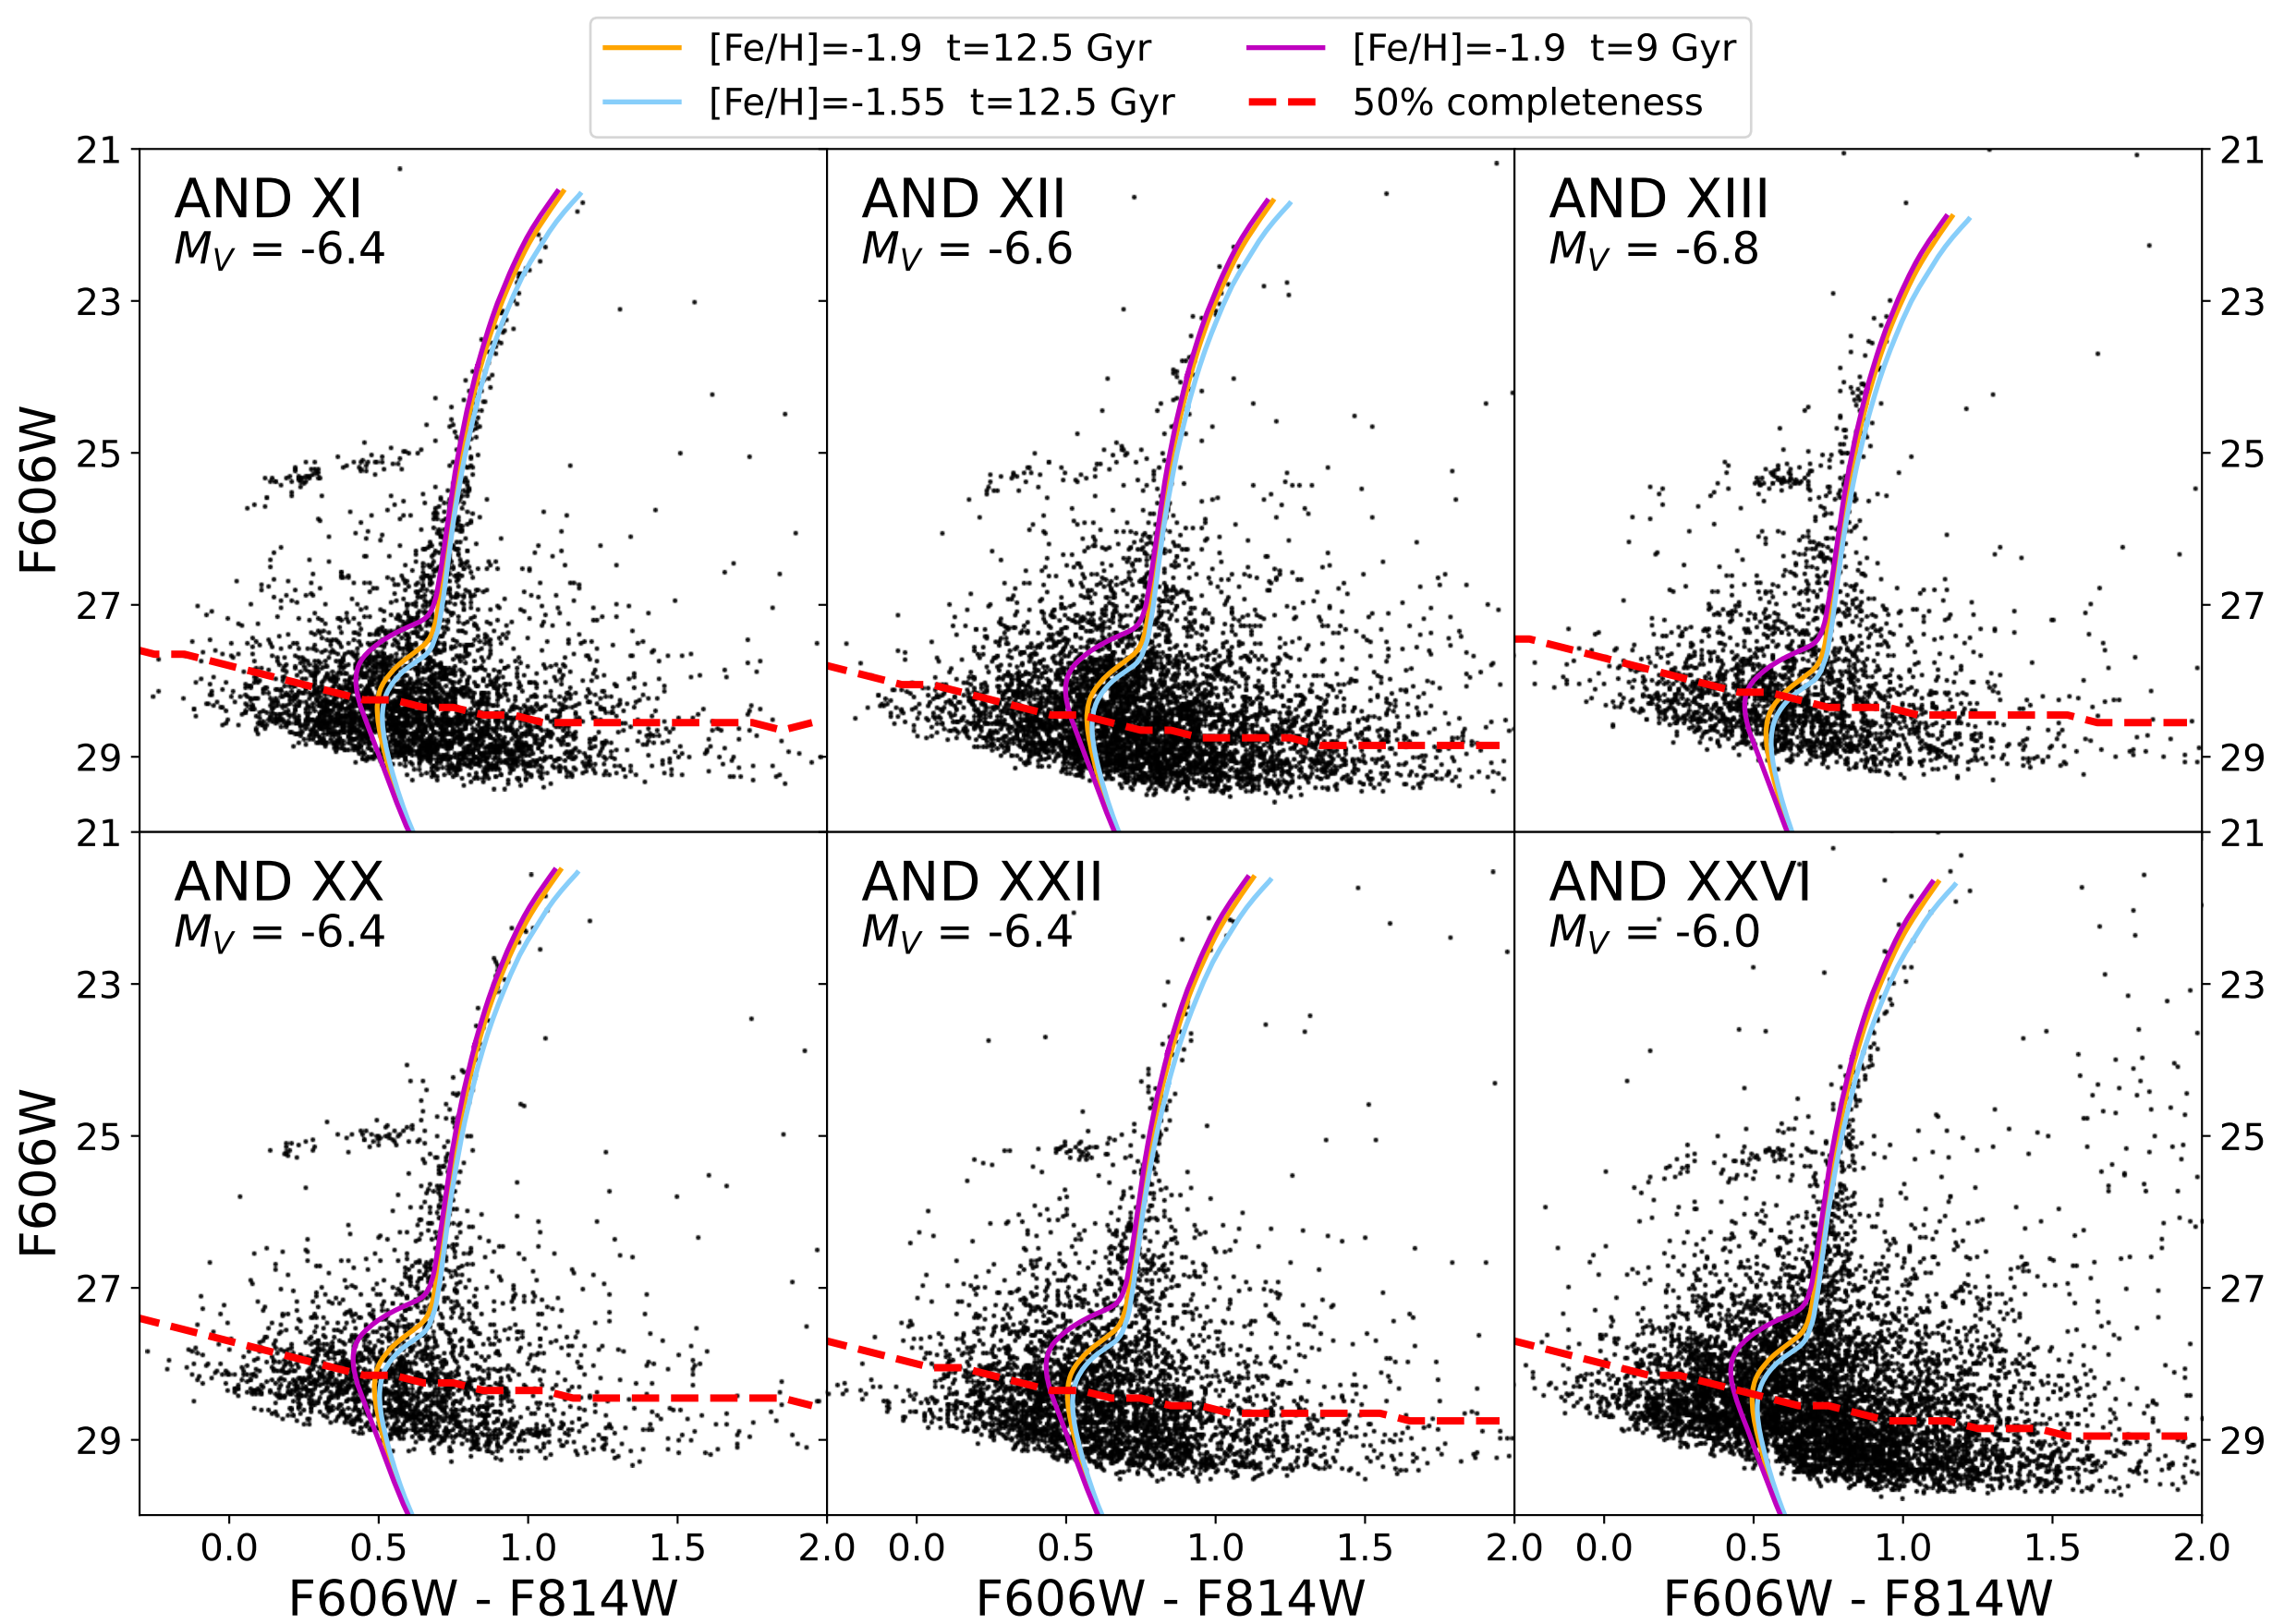 [Fe/H]=-1.9 t=12.5 Gyr
[Fe/H]=-1.9 t=9 Gyr
[Fe/H]=-1.55 t=12.5 Gyr
50% completeness
21
23
25
27
29
F606W
AND XI
M_V = -6.4
AND XII
M_V = -6.6
AND XIII
M_V = -6.8
21
23
25
27
29
21
23
25
27
29
F606W
AND XX
M_V = -6.4
AND XXII
M_V = -6.4
AND XXVI
M_V = -6.0
21
23
25
27
29
0.0 0.5 1.0 1.5 2.0
0.0 0.5 1.0 1.5 2.0
0.0 0.5 1.0 1.5 2.0
F606W - F814W
F606W - F814W
F606W - F814W